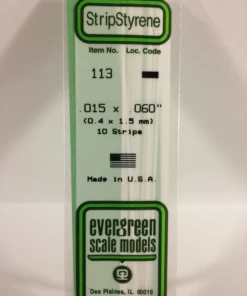 StripStyrene
Item No. Loc. Code
113
.015 x .060"
(0.4 x 1.5 mm)
10 Strips
Made in U.S.A.
evergreen
scale models
Des Plaines, IL 60018